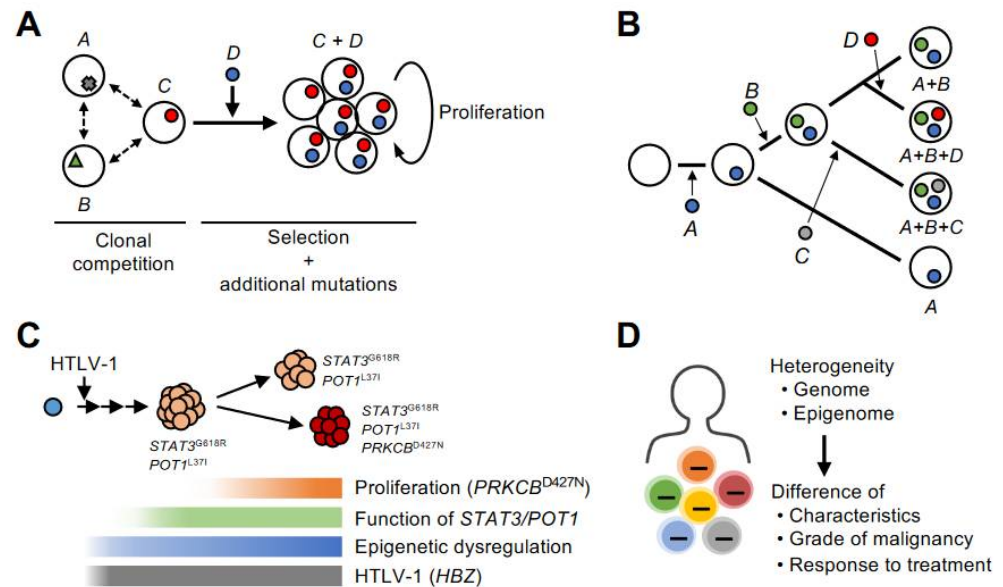 A
A
B
C
D
C + D
Proliferation
Clonal
competition
Selection
+
additional mutations
B
A
B
C
D
A+B
A+B+D
A+B+C
A
C
HTLV-1
STAT3G618R
POT1L37I
STAT3G618R
POT1L37I
STAT3G618R
POT1L37I
PRKCBD427N
Proliferation (PRKCBD427N)
Function of STAT3/POT1
Epigenetic dysregulation
HTLV-1 (HBZ)
D
Heterogeneity
• Genome
• Epigenome
Difference of
• Characteristics
• Grade of malignancy
• Response to treatment